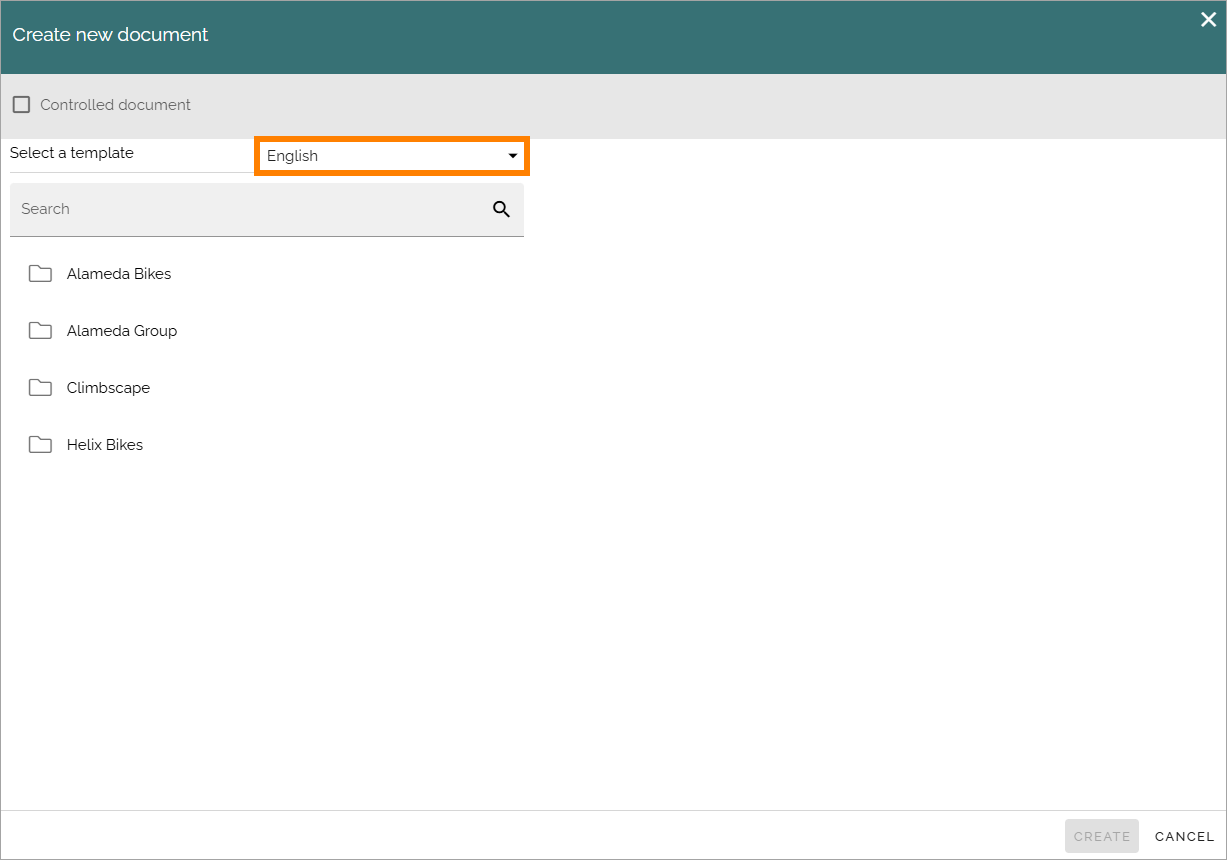 Create new document
Controlled document
Select a template
English
Search
Alameda Bikes
Alameda Group
Climbscape
Helix Bikes
CREATE CANCEL